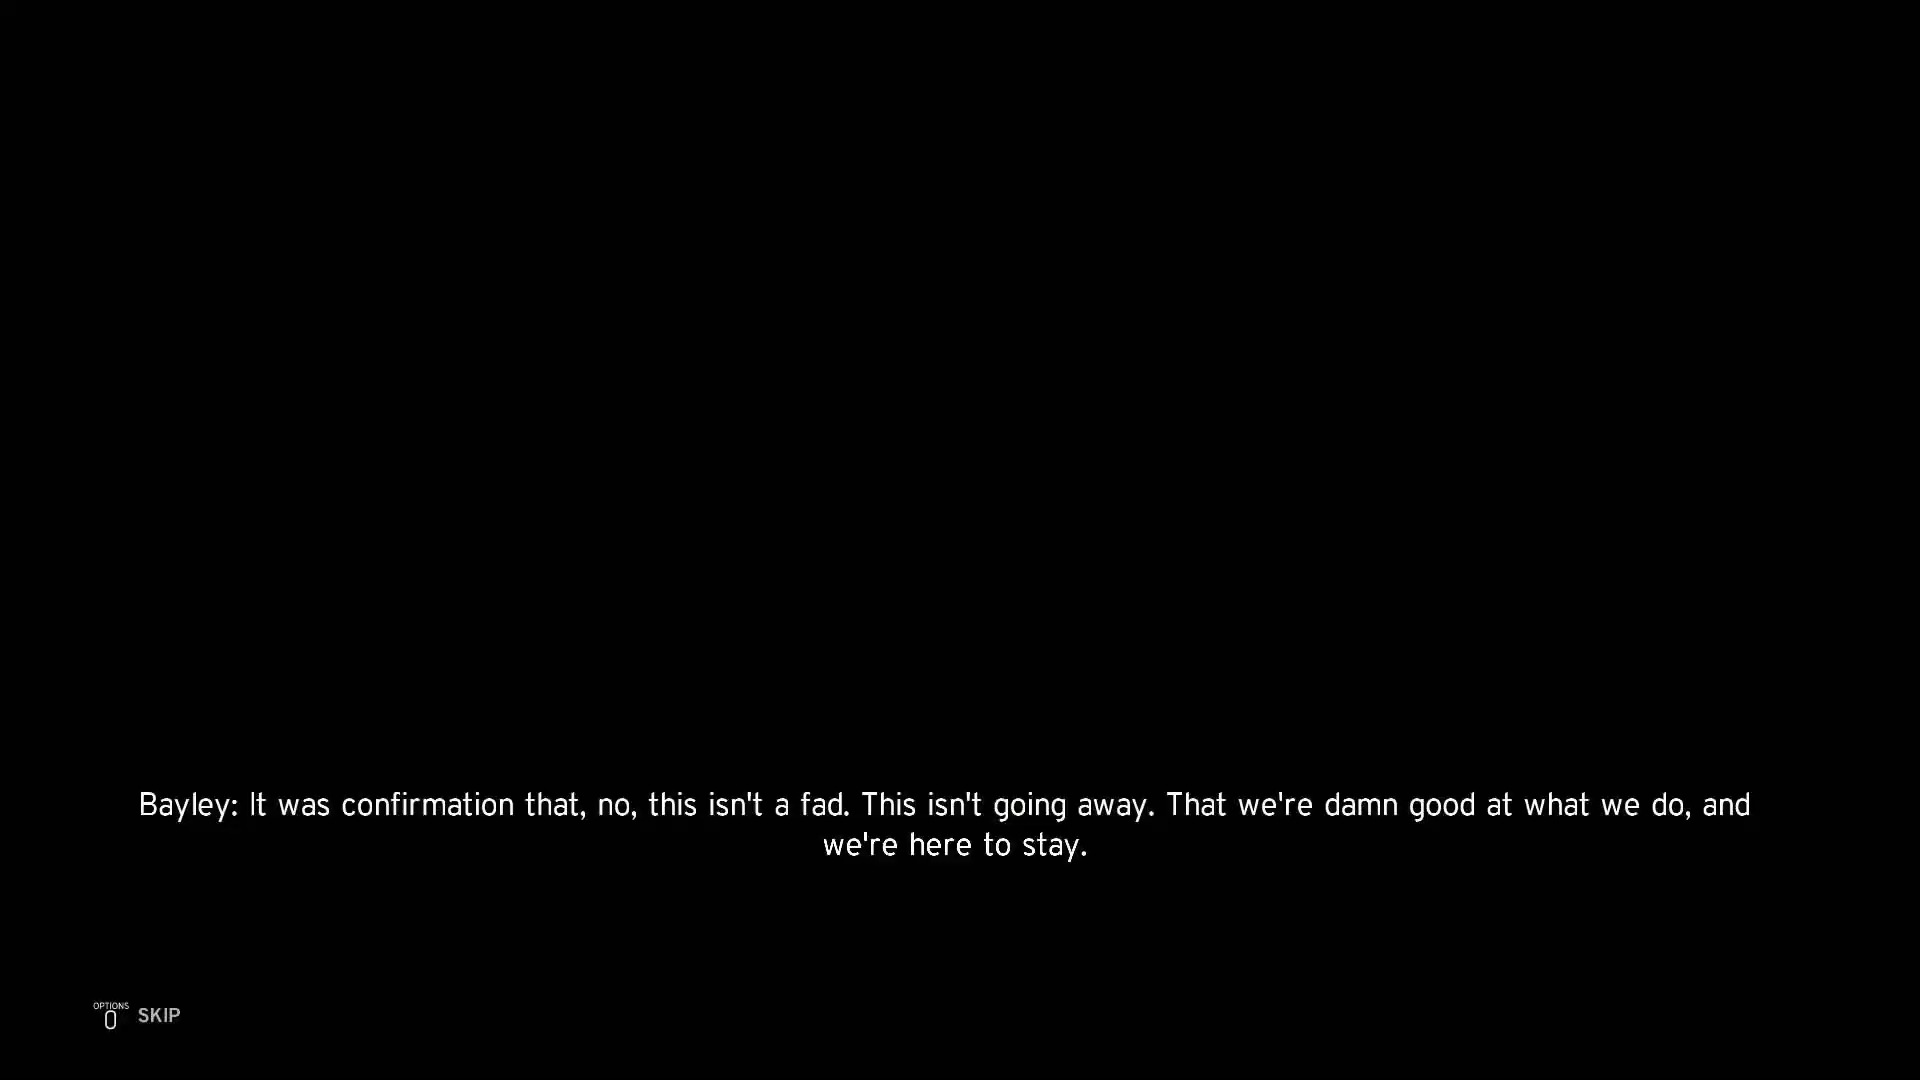 Bayley: It was confirmation that, no, this isn't a fad. This isn't going away. That we're damn good at what we do, and
we're here to stay.
OPTIONS
SKIP